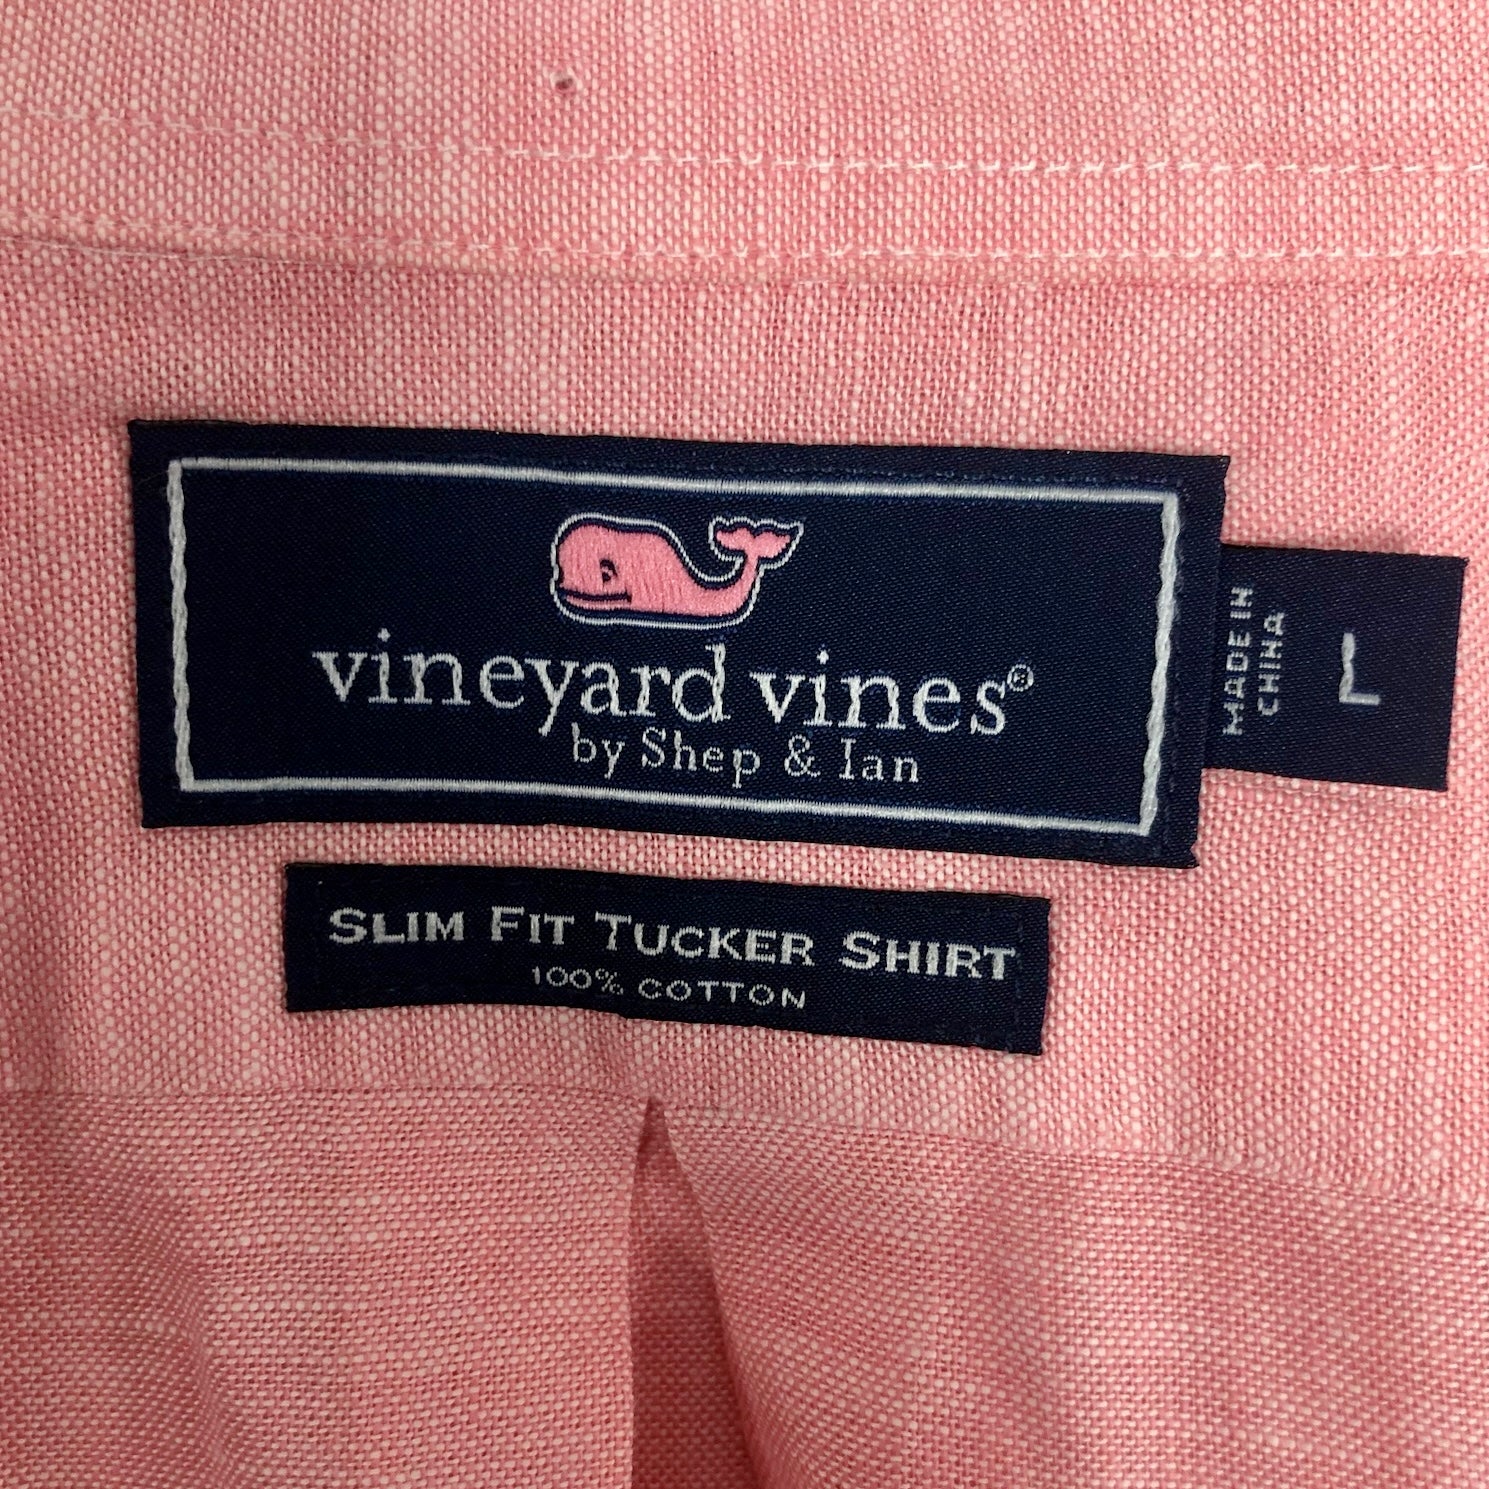 vineyard vines®
by Shep & Ian
MADE IN
CHINA
L
SLIM FIT TUCKER SHIRT
100% COTTON